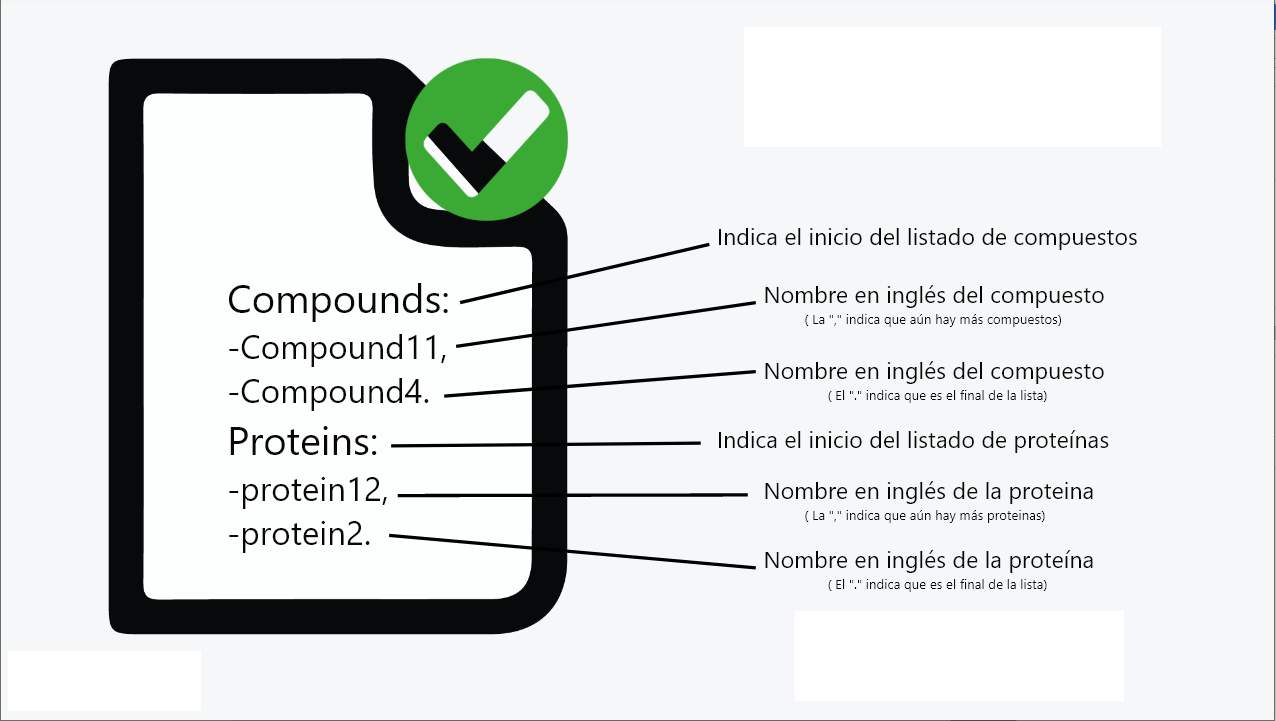 Compounds:
-Compound11,
-Compound4.
Proteins:
-protein12,
-protein2.
Indica el inicio del listado de compuestos
Nombre en inglés del compuesto
( La "," indica que aún hay más compuestos)
Nombre en inglés del compuesto
( El "." indica que es el final de la lista)
Indica el inicio del listado de proteínas
Nombre en inglés de la proteina
( La "," indica que aún hay más proteinas)
Nombre en inglés de la proteína
( El "." indica que es el final de la lista)